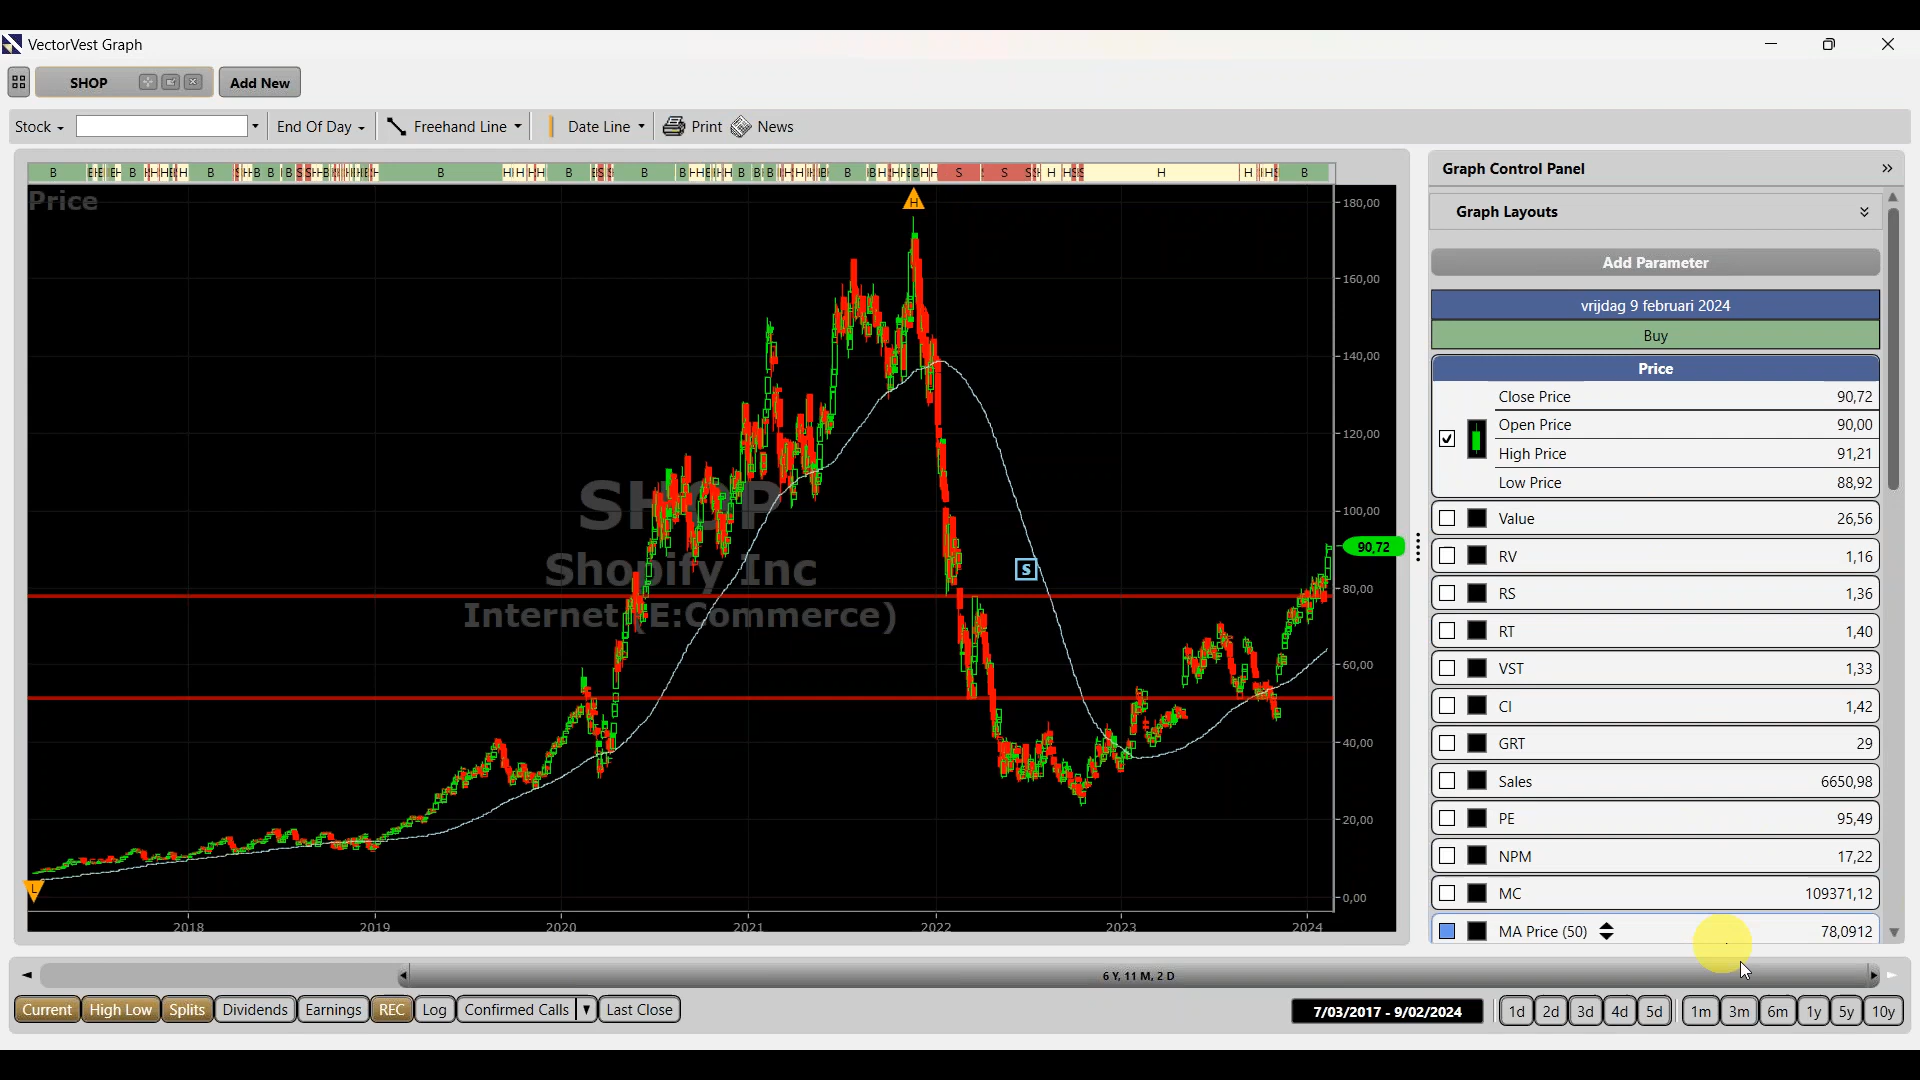 VectorVest Graph
SHOP
Add New
Stock
End Of Day
Freehand Line
Date Line
Print
News
Price
H
180,00
160,00
140,00
120,00
100,00
90,72
80,00
60,00
40,00
20,00
0,00
SHOP
Shopify Inc
Internet (E:Commerce)
S
L
2018 2019 2020 2021 2022 2023 2024
Graph Control Panel
Graph Layouts
Add Parameter
vrijdag 9 februari 2024
Buy
Price
Close Price 90,72
Open Price 90,00
High Price 91,21
Low Price 88,92
Value 26,56
RV 1,16
RS 1,36
RT 1,40
VST 1,33
CI 1,42
GRT 29
Sales 6650,98
PE 95,49
NPM 17,22
MC 109371,12
MA Price (50) 78,0912
6 Y, 11 M, 2 D
Current High Low Splits Dividends Earnings REC Log Confirmed Calls Last Close
7/03/2017 - 9/02/2024
1d 2d 3d 4d 5d 1m 3m 6m 1y 5y 10y